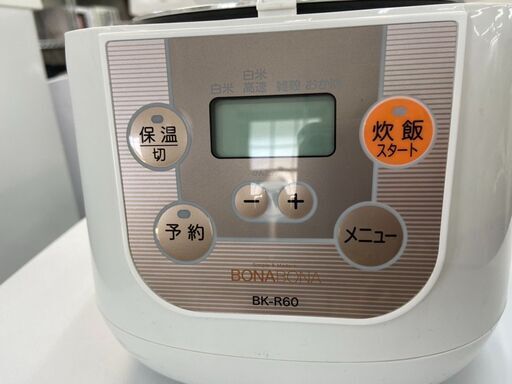 白米 白米高速 雑穀 おかゆ
保温
切
炊飯
スタート
− +
予約
メニュー
BONABONA
BK-R60